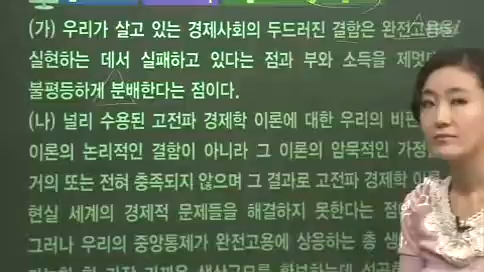 EBSi
(가) 우리가 살고 있는 경제사회의 두드러진 결함은 완전고용을
실현하는 데서 실패하고 있다는 점과 부와 소득을 제멋
불평등하게 분배한다는 점이다.
(나) 널리 수용된 고전파 경제학 이론에 대한 우리의 비판
이론의 논리적인 결함이 아니라 그 이론의 암묵적인 가정
거의 또는 전혀 충족되지 않으며 그 결과로 고전파 경제학 이론
현실 세계의 경제적 문제들을 해결하지 못한다는 점
그러나 우리의 중앙통제가 완전고용에 상응하는 총 생